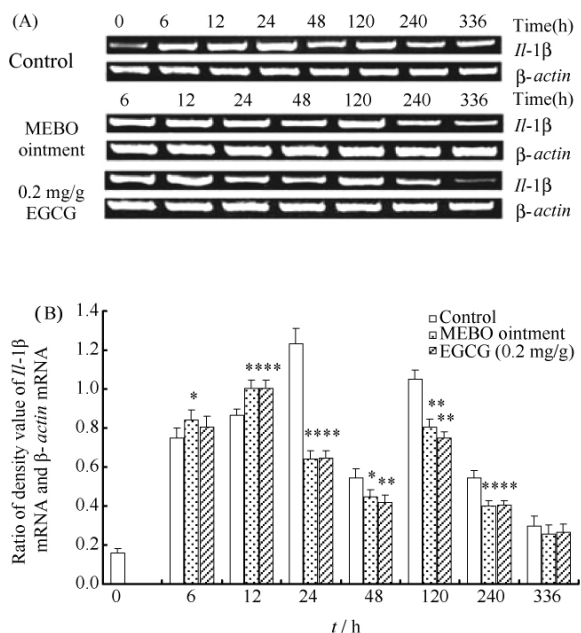 (A)
0 6 12 24 48 120 240 336 Time(h)
Control
Il-1β
β-actin
6 12 24 48 120 240 336 Time(h)
MEBO
ointment
Il-1β
β-actin
0.2 mg/g
EGCG
Il-1β
β-actin
(B)
Control
MEBO ointment
EGCG (0.2 mg/g)
Ratio of density value of Il-1β
mRNA and β-actin mRNA
1.4
1.2
1.0
0.8
0.6
0.4
0.2
0.0
*
****
****
* **
**
**
****
0 6 12 24 48 120 240 336
t / h